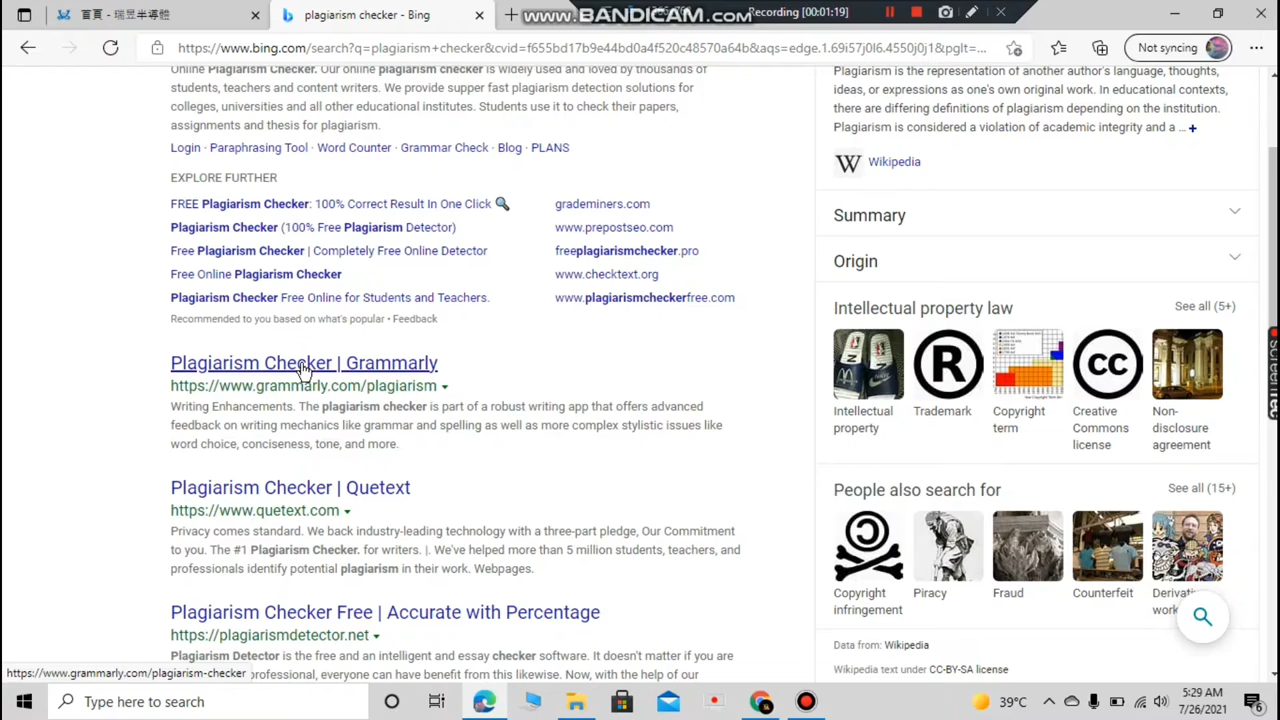 首頁 - 瑞昱半導體
plagiarism checker - Bing
www.BANDICAM.com
Recording [00:01:19]
https://www.bing.com/search?q=plagiarism+checker&cvid=f655bd17b9e44bd0a4f520c48570a64b&aqs=edge.1.69i57j0l6.4550j0j1&pglt=...
Not syncing
Online Plagiarism Checker. Our online plagiarism checker is widely used and loved by thousands of
students, teachers and content writers. We provide supper fast plagiarism detection solutions for
colleges, universities and all other educational institutes. Students use it to check their papers,
assignments and thesis for plagiarism.
Login · Paraphrasing Tool · Word Counter · Grammar Check · Blog · PLANS
EXPLORE FURTHER
FREE Plagiarism Checker: 100% Correct Result In One Click grademiners.com
Plagiarism Checker (100% Free Plagiarism Detector) www.prepostseo.com
Free Plagiarism Checker | Completely Free Online Detector freeplagiarismchecker.pro
Free Online Plagiarism Checker www.checktext.org
Plagiarism Checker Free Online for Students and Teachers. www.plagiarismcheckerfree.com
Recommended to you based on what's popular • Feedback
Plagiarism Checker | Grammarly
https://www.grammarly.com/plagiarism
Writing Enhancements. The plagiarism checker is part of a robust writing app that offers advanced
feedback on writing mechanics like grammar and spelling as well as more complex stylistic issues like
word choice, conciseness, tone, and more.
Plagiarism Checker | Quetext
https://www.quetext.com
Privacy comes standard. We back industry-leading technology with a three-part pledge, Our Commitment
to you. The #1 Plagiarism Checker. for writers. |. We've helped more than 5 million students, teachers, and
professionals identify potential plagiarism in their work. Webpages.
Plagiarism Checker Free | Accurate with Percentage
https://plagiarismdetector.net
Plagiarism Detector is the free and an intelligent and essay checker software. It doesn't matter if you are
professional, everyone can have benefit from this likewise. Now, with the help of our
https://www.grammarly.com/plagiarism-checker
Plagiarism is the representation of another author's language, thoughts,
ideas, or expressions as one's own original work. In educational contexts,
there are differing definitions of plagiarism depending on the institution.
Plagiarism is considered a violation of academic integrity and a ... +
W Wikipedia
Summary
Origin
Intellectual property law See all (5+)
R
CC
Intellectual
property
Trademark
Copyright
term
Creative
Commons
license
Non-
disclosure
agreement
People also search for See all (15+)
Copyright
infringement
Piracy
Fraud
Counterfeit
Derivati
work
Data from: Wikipedia
Wikipedia text under CC-BY-SA license
screencast
Type here to search
39°C
5:29 AM
7/26/2021
6